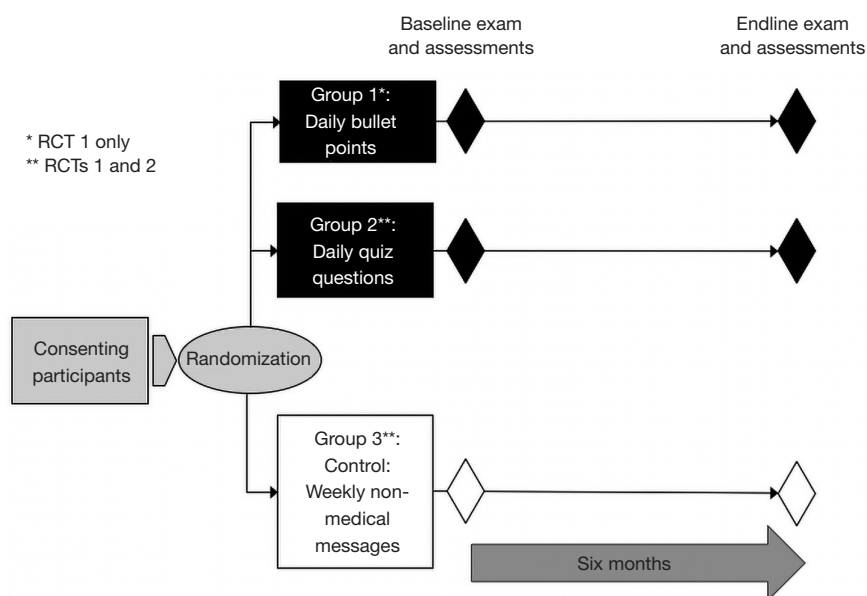 Baseline exam
and assessments
Endline exam
and assessments
* RCT 1 only
** RCTs 1 and 2
Group 1*:
Daily bullet
points
Group 2**:
Daily quiz
questions
Consenting
participants
Randomization
Group 3**:
Control:
Weekly non-
medical
messages
Six months